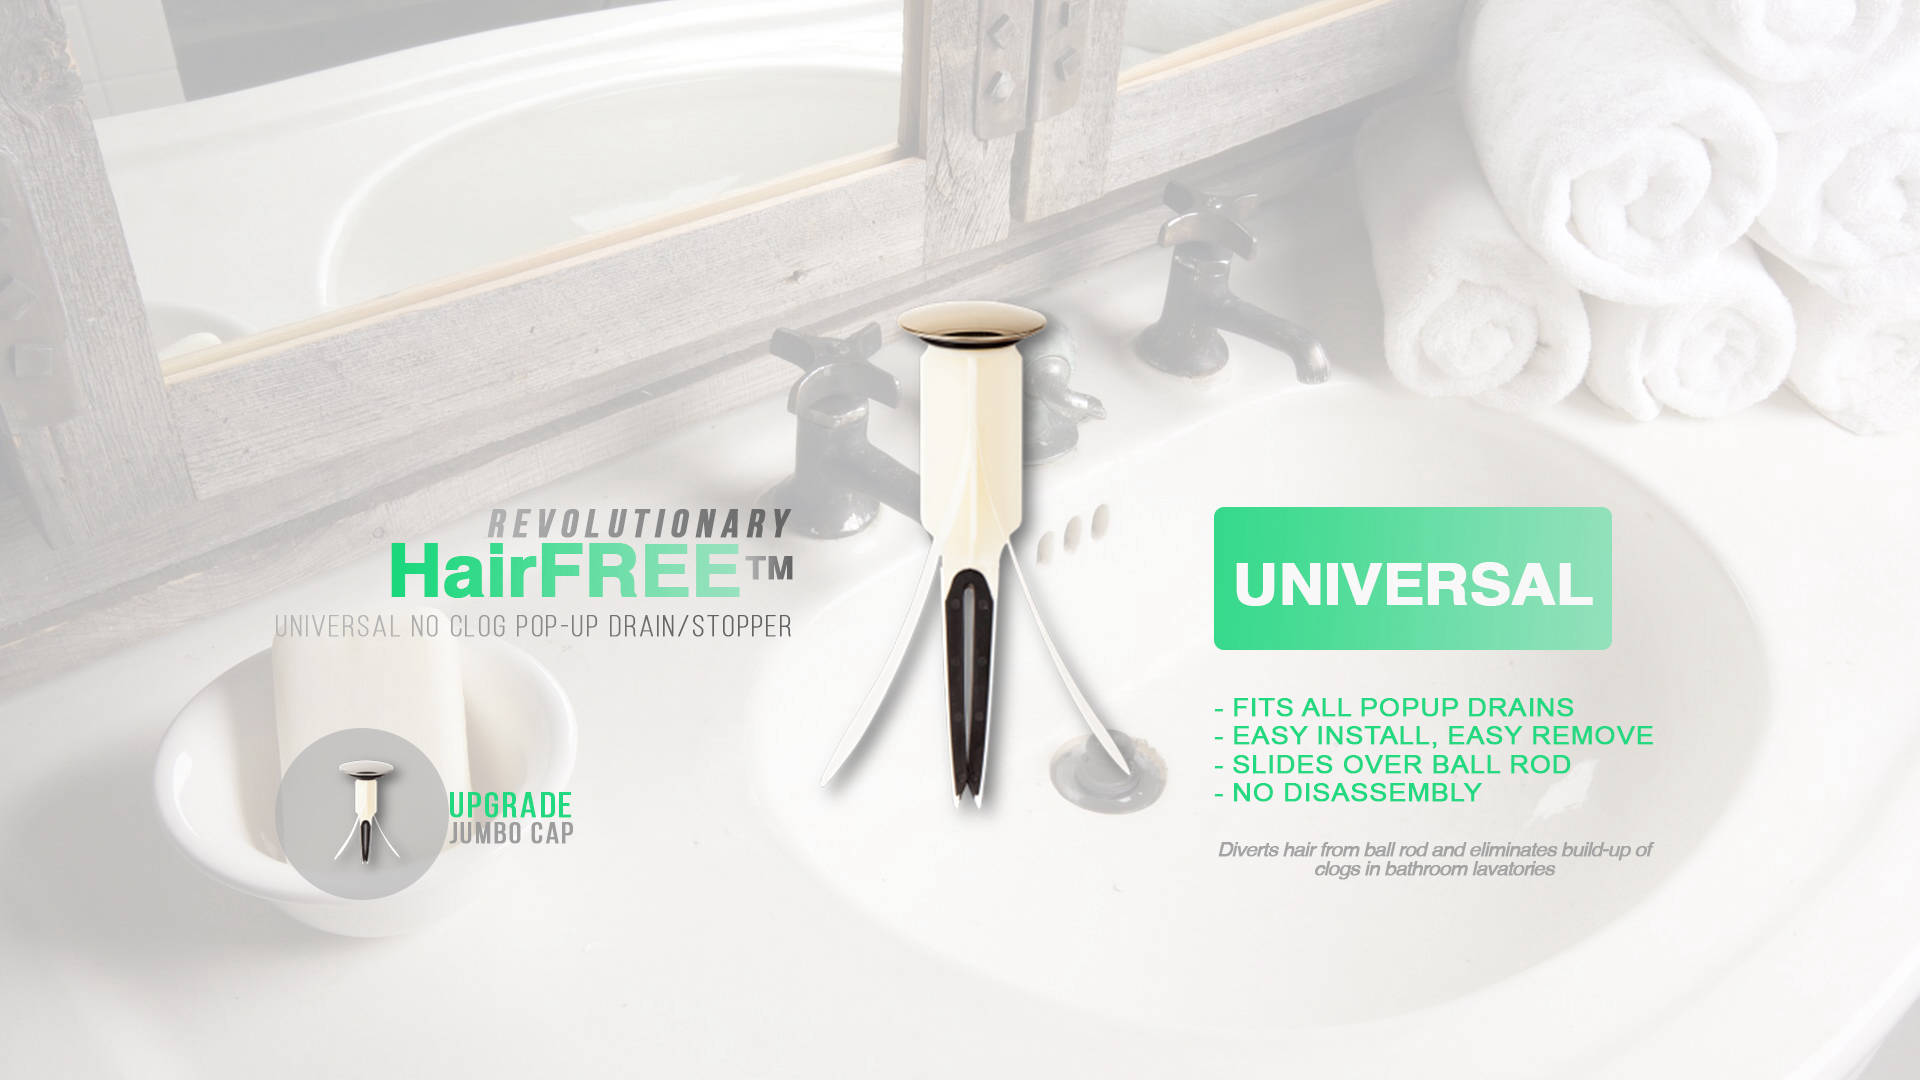 REVOLUTIONARY
HairFREE™
UNIVERSAL NO CLOG POP-UP DRAIN/STOPPER
UPGRADE
JUMBO CAP
UNIVERSAL
- FITS ALL POPUP DRAINS
- EASY INSTALL, EASY REMOVE
- SLIDES OVER BALL ROD
- NO DISASSEMBLY
Diverts hair from ball rod and eliminates build-up of
clogs in bathroom lavatories